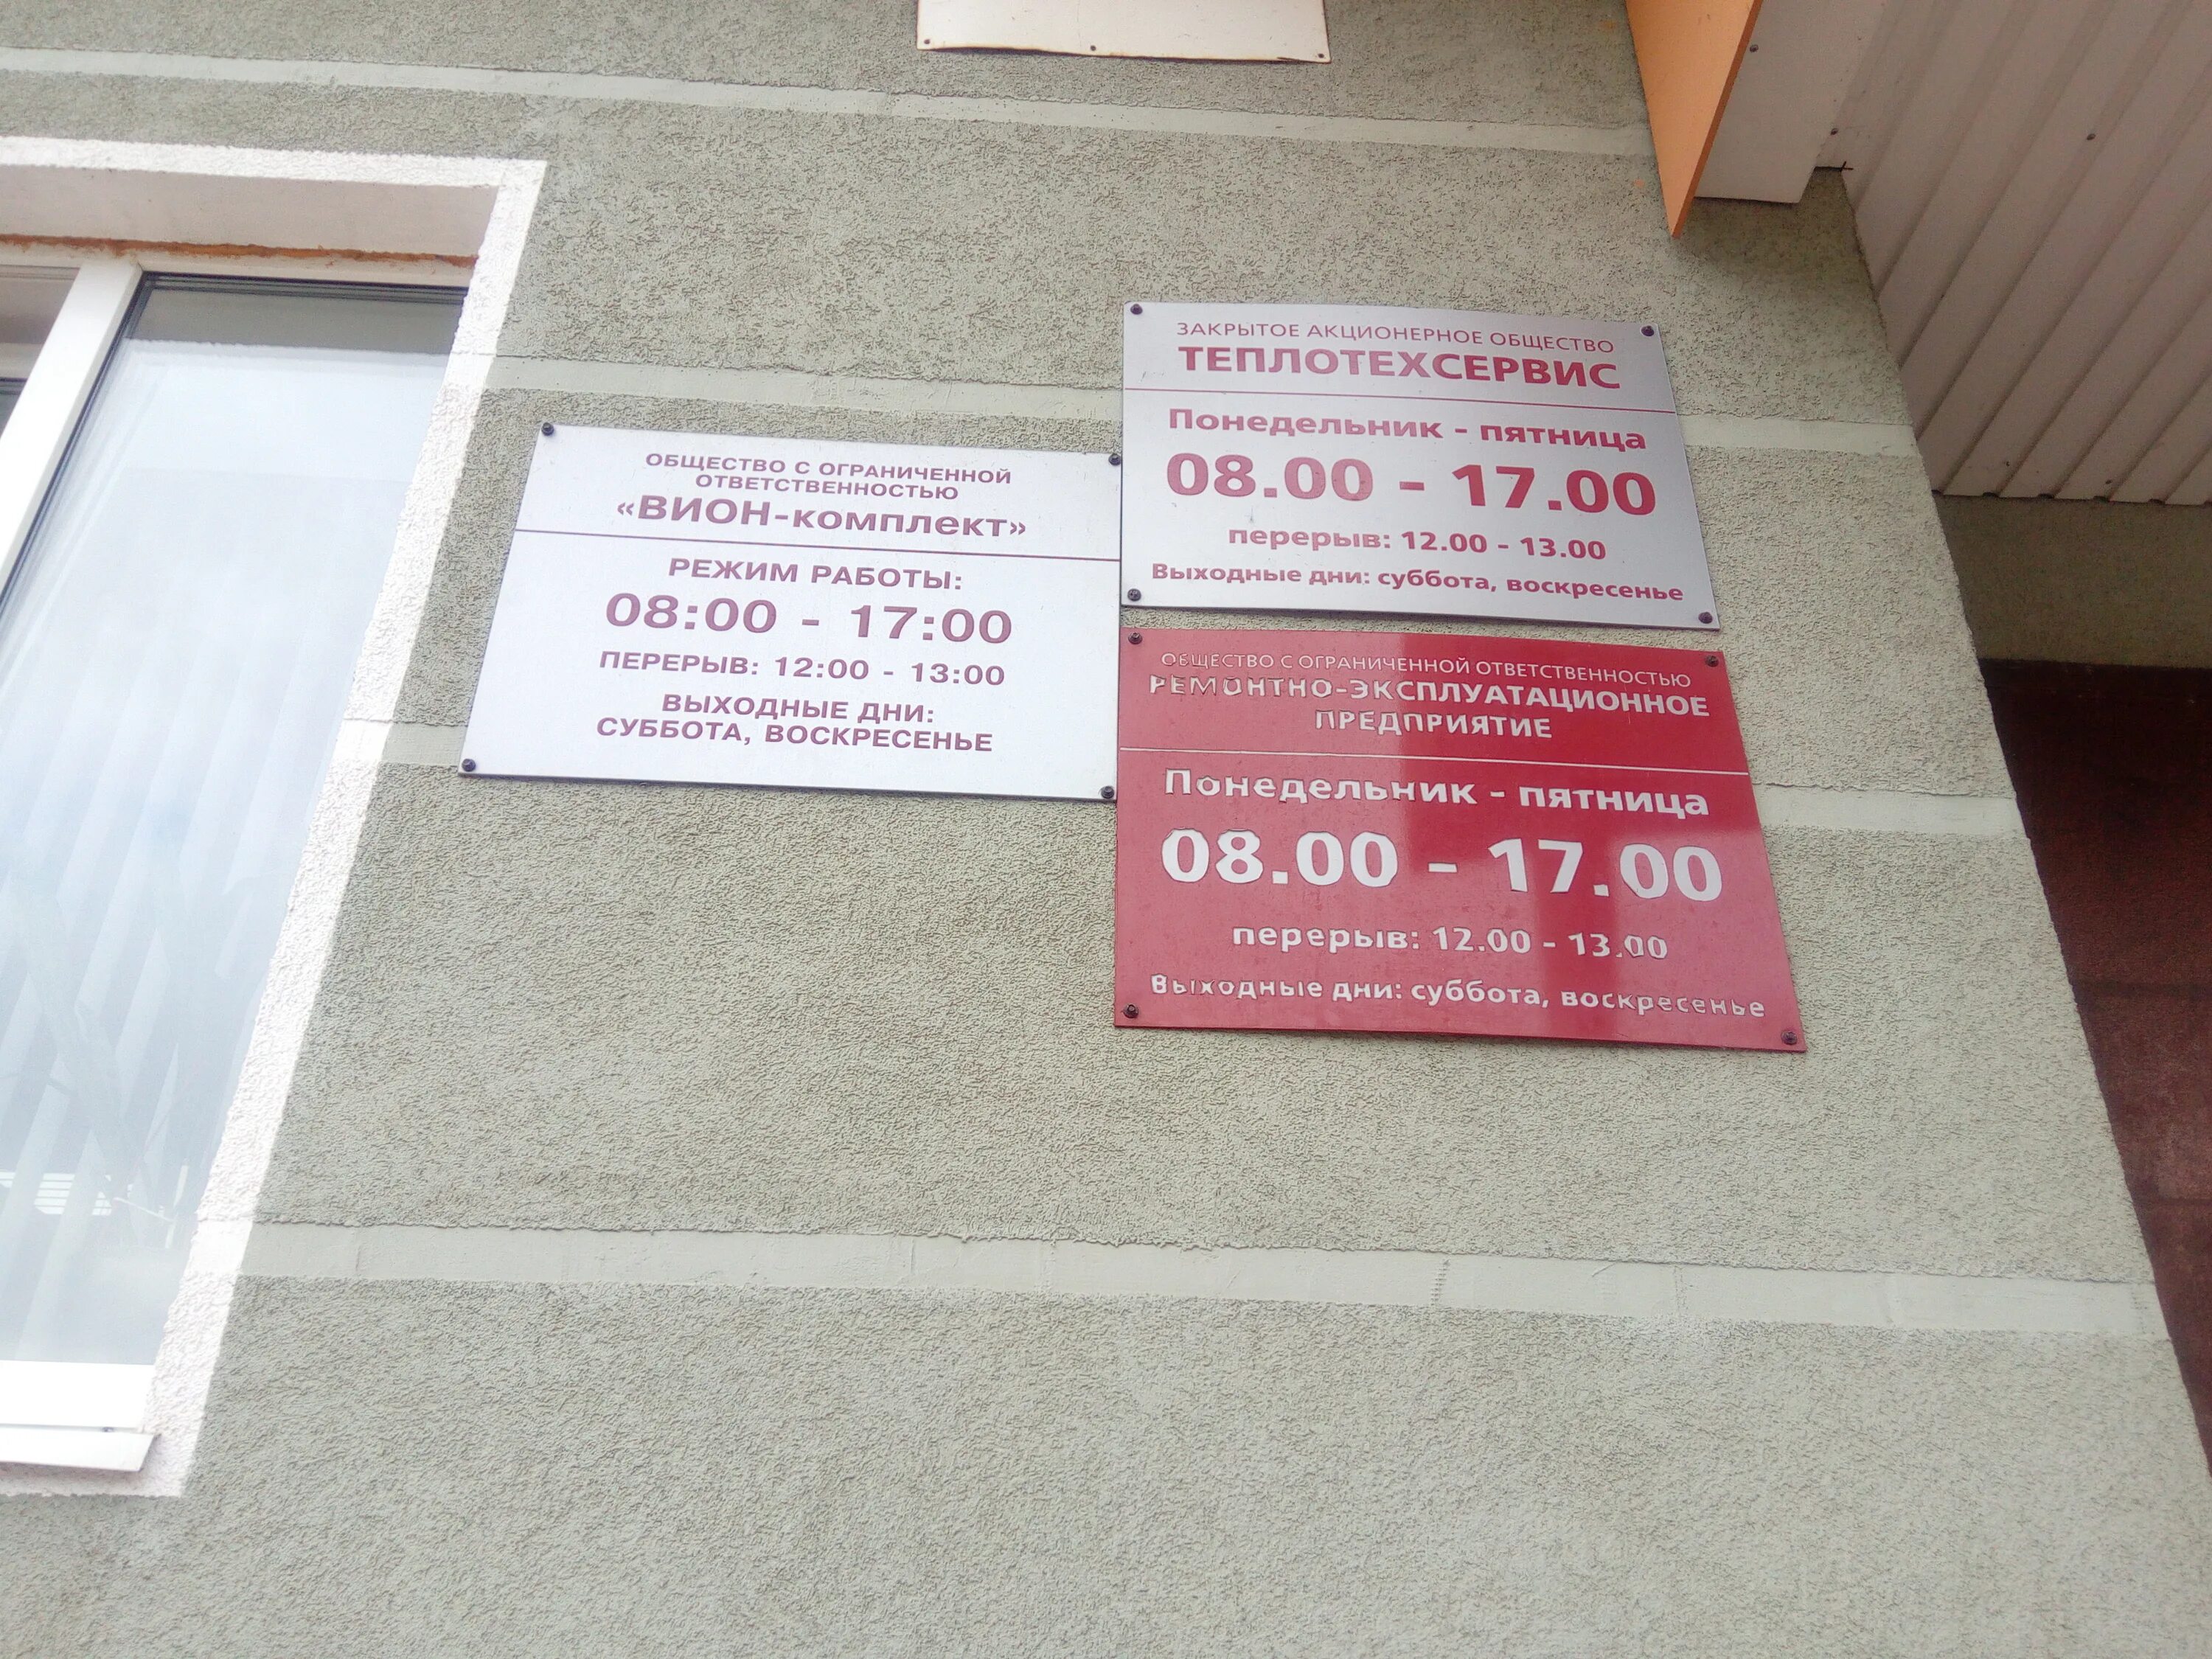 ОБЩЕСТВО С ОГРАНИЧЕННОЙ
ОТВЕТСТВЕННОСТЬЮ
«ВИОН-комплект»
РЕЖИМ РАБОТЫ:
08:00 - 17:00
ПЕРЕРЫВ: 12:00 - 13:00
ВЫХОДНЫЕ ДНИ:
СУББОТА, ВОСКРЕСЕНЬЕ
ЗАКРЫТОЕ АКЦИОНЕРНОЕ ОБЩЕСТВО
ТЕПЛОТЕХСЕРВИС
Понедельник - пятница
08.00 - 17.00
перерыв: 12.00 - 13.00
Выходные дни: суббота, воскресенье
ОБЩЕСТВО С ОГРАНИЧЕННОЙ ОТВЕТСТВЕННОСТЬЮ
РЕМОНТНО-ЭКСПЛУАТАЦИОННОЕ
ПРЕДПРИЯТИЕ
Понедельник - пятница
08.00 - 17.00
перерыв: 12.00 - 13.00
Выходные дни: суббота, воскресенье